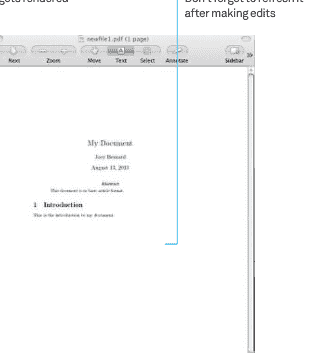 gets rendered
Don't forget to refresh it
after making edits
newfile1.pdf (1 page)
Next Zoom Move Text Select Annotate Sidebar
My Document
Joey Bernard
August 13, 2013
Abstract
This document is in basic article format.
1 Introduction
This is the introduction to my document.